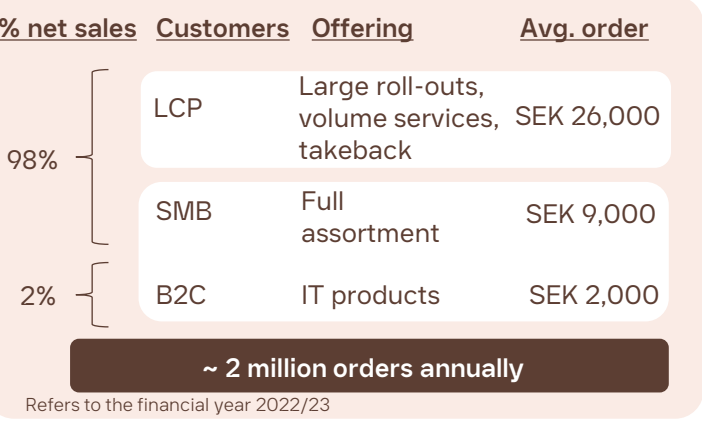 % net sales Customers Offering Avg. order
LCP
Large roll-outs,
volume services,
takeback
SEK 26,000
98%
SMB
Full
assortment
SEK 9,000
2%
B2C
IT products
SEK 2,000
~ 2 million orders annually
Refers to the financial year 2022/23